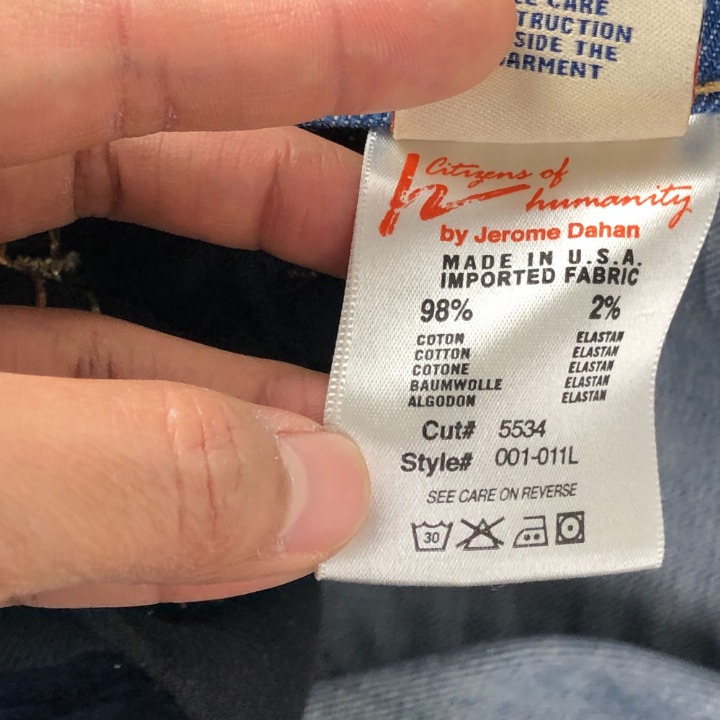 CARE
TRUCTION
SIDE THE
ARMENT
Citizens of
humanity
by Jerome Dahan
MADE IN U.S.A.
IMPORTED FABRIC
98% 2%
COTON ELASTAN
COTTON ELASTAN
COTONE ELASTAN
BAUMWOLLE ELASTAN
ALGODON ELASTAN
Cut# 5534
Style# 001-011L
SEE CARE ON REVERSE
30